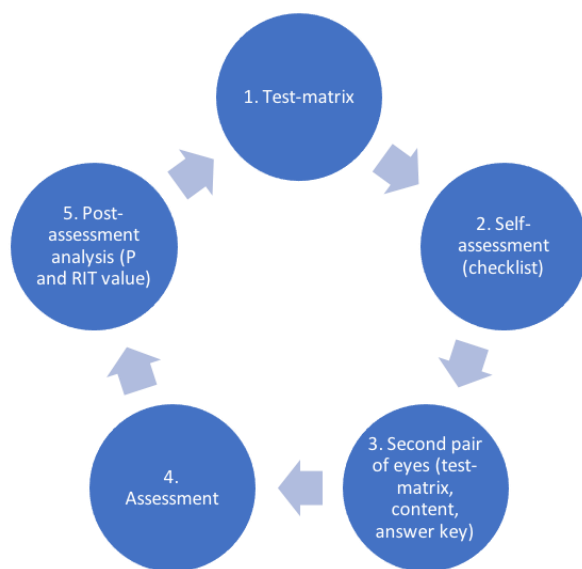 1. Test-matrix
2. Self-
assessment
(checklist)
3. Second pair
of eyes (test-
matrix,
content,
answer key)
4.
Assessment
5. Post-
assessment
analysis (P
and RIT value)